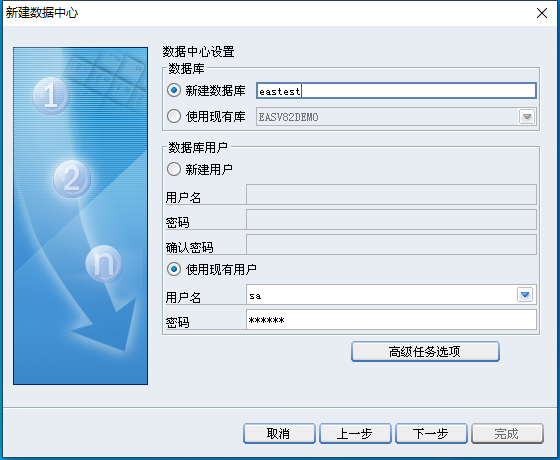 新建数据中心
数据中心设置
数据库
新建数据库 eastest
使用现有库 EASV82DEMO
数据库用户
新建用户
用户名
密码
确认密码
使用现有用户
用户名 sa
密码 ******
高级任务选项
取消 上一步 下一步 完成
1
2
n